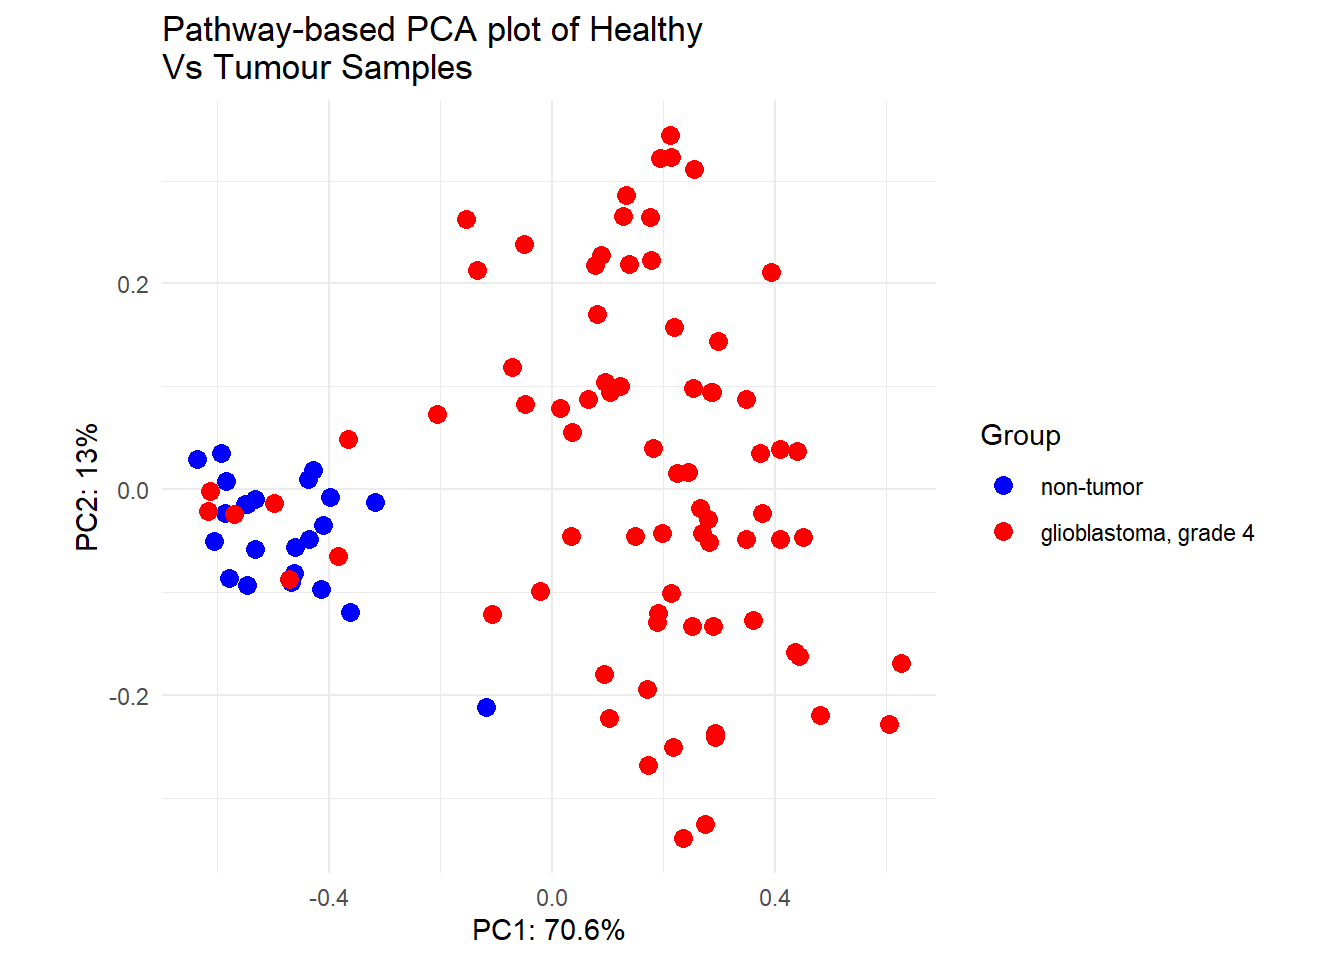 Pathway-based PCA plot of Healthy
Vs Tumour Samples
0.2
0.0
-0.2
PC2: 13%
-0.4
0.0
0.4
PC1: 70.6%
Group
non-tumor
glioblastoma, grade 4